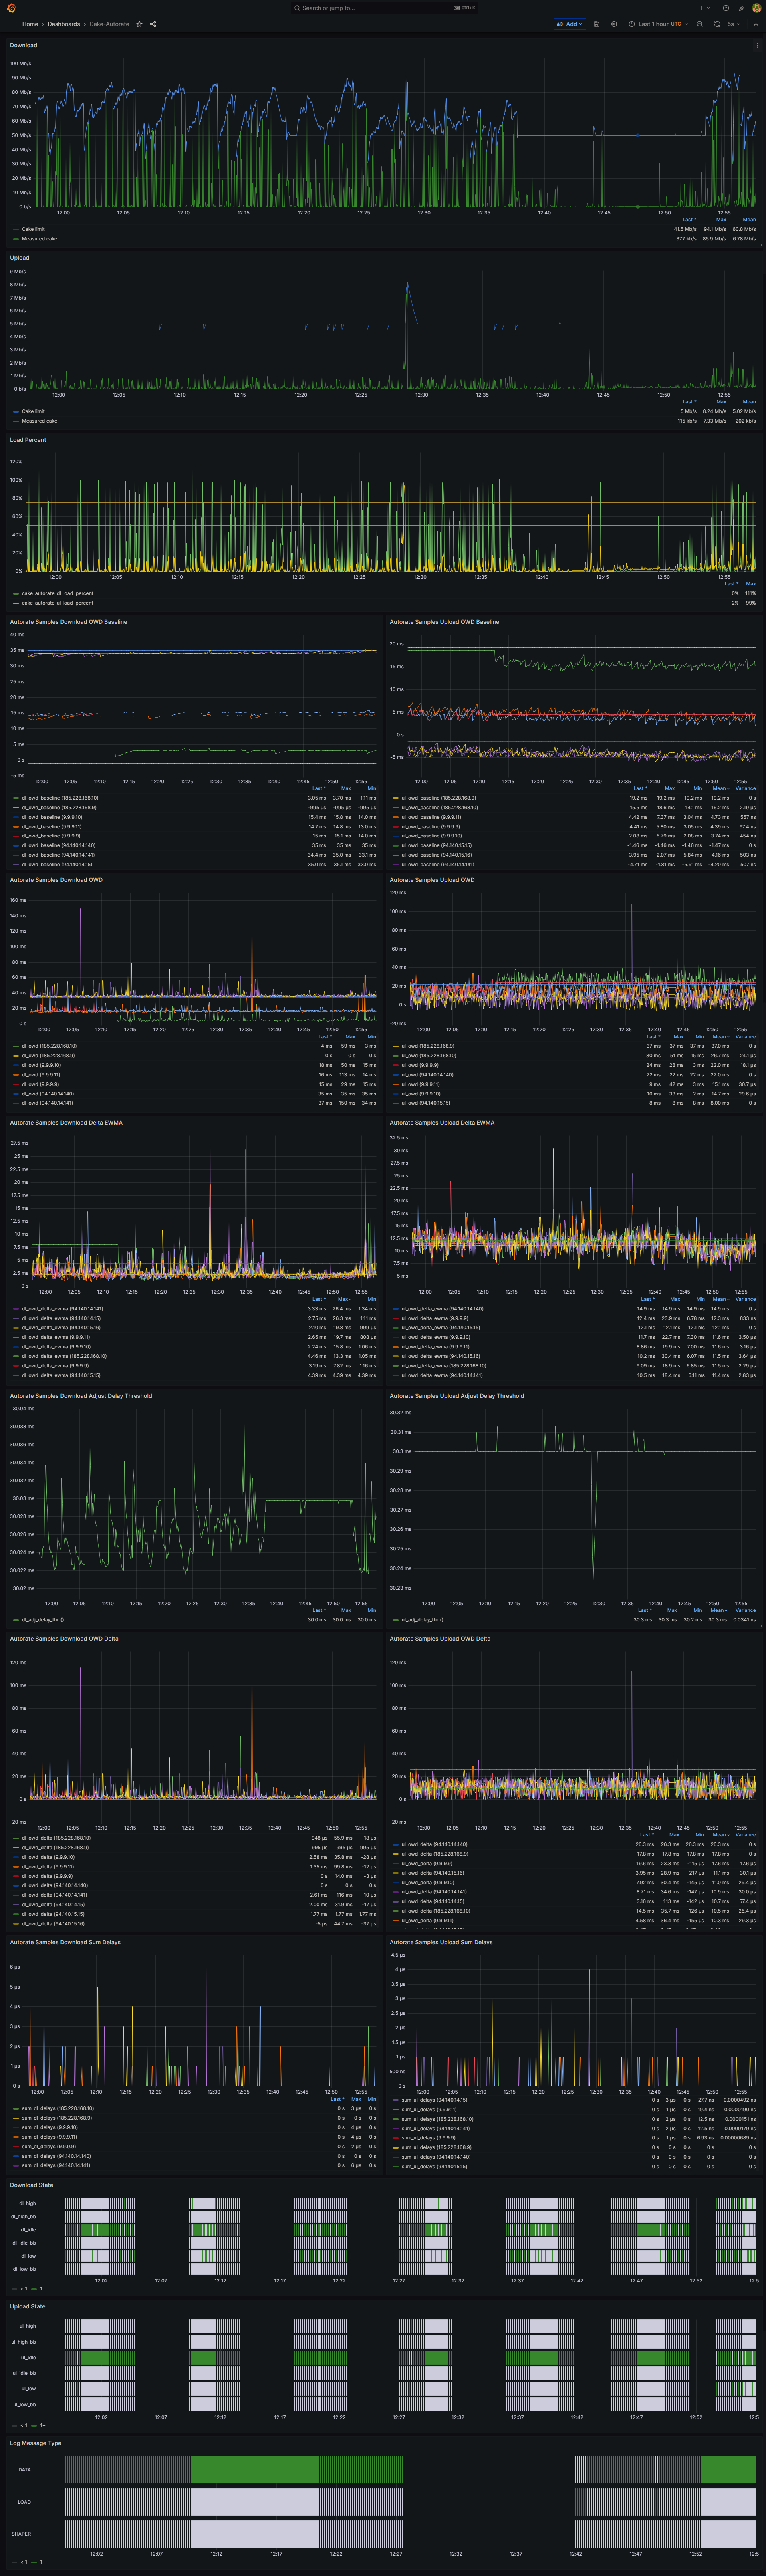 Search or jump to... ctrl+k
Home › Dashboards › Cake-Autorate Add Last 1 hour UTC 5s
Download
100 Mb/s
90 Mb/s
80 Mb/s
70 Mb/s
60 Mb/s
50 Mb/s
40 Mb/s
30 Mb/s
20 Mb/s
10 Mb/s
0 b/s
12:00 12:05 12:10 12:15 12:20 12:25 12:30 12:35 12:40 12:45 12:50 12:55
Last * Max Mean
Cake limit 41.5 Mb/s 94.1 Mb/s 60.8 Mb/s
Measured cake 377 kb/s 85.9 Mb/s 6.78 Mb/s
Upload
9 Mb/s
8 Mb/s
7 Mb/s
6 Mb/s
5 Mb/s
4 Mb/s
3 Mb/s
2 Mb/s
1 Mb/s
0 b/s
12:00 12:05 12:10 12:15 12:20 12:25 12:30 12:35 12:40 12:45 12:50 12:55
Last * Max Mean
Cake limit 5 Mb/s 8.24 Mb/s 5.02 Mb/s
Measured cake 115 kb/s 7.33 Mb/s 202 kb/s
Load Percent
120%
100%
80%
60%
40%
20%
0%
12:00 12:05 12:10 12:15 12:20 12:25 12:30 12:35 12:40 12:45 12:50 12:55
Last * Max
cake_autorate_dl_load_percent 0% 111%
cake_autorate_ul_load_percent 2% 99%
Autorate Samples Download OWD Baseline
40 ms
35 ms
30 ms
25 ms
20 ms
15 ms
10 ms
5 ms
0 s
-5 ms
12:00 12:05 12:10 12:15 12:20 12:25 12:30 12:35 12:40 12:45 12:50 12:55
Last * Max Min
dl_owd_baseline (185.228.168.10) 3.05 ms 3.70 ms 1.11 ms
dl_owd_baseline (185.228.168.9) -995 µs -995 µs -995 µs
dl_owd_baseline (9.9.9.10) 15.4 ms 15.8 ms 14.0 ms
dl_owd_baseline (9.9.9.11) 14.7 ms 14.8 ms 13.0 ms
dl_owd_baseline (9.9.9.9) 15 ms 15.1 ms 14.0 ms
dl_owd_baseline (94.140.14.140) 35 ms 35 ms 35 ms
dl_owd_baseline (94.140.14.141) 34.4 ms 35.0 ms 33.1 ms
dl_owd_baseline (94.140.14.15) 35.0 ms 35.1 ms 33.0 ms
Autorate Samples Upload OWD Baseline
20 ms
15 ms
10 ms
5 ms
0 s
-5 ms
12:00 12:05 12:10 12:15 12:20 12:25 12:30 12:35 12:40 12:45 12:50 12:55
Last * Max Min Mean Variance
ul_owd_baseline (185.228.168.9) 19.2 ms 19.2 ms 19.2 ms 19.2 ms 0 s
ul_owd_baseline (185.228.168.10) 15.5 ms 18.6 ms 14.1 ms 16.2 ms 2.19 µs
ul_owd_baseline (9.9.9.11) 4.42 ms 7.37 ms 3.04 ms 4.73 ms 557 ns
ul_owd_baseline (9.9.9.9) 4.41 ms 5.80 ms 3.05 ms 4.39 ms 97.4 ns
ul_owd_baseline (9.9.9.10) 2.08 ms 5.79 ms 2.08 ms 3.74 ms 454 ns
ul_owd_baseline (94.140.15.15) -1.46 ms -1.46 ms -1.46 ms -1.47 ms 0 s
ul_owd_baseline (94.140.15.16) -3.95 ms -2.07 ms -5.84 ms -4.16 ms 503 ns
ul_owd_baseline (94.140.14.141) -4.71 ms -1.81 ms -5.91 ms -4.20 ms 507 ns
Autorate Samples Download OWD
160 ms
140 ms
120 ms
100 ms
80 ms
60 ms
40 ms
20 ms
0 s
12:00 12:05 12:10 12:15 12:20 12:25 12:30 12:35 12:40 12:45 12:50 12:55
Last * Max Min
dl_owd (185.228.168.10) 4 ms 59 ms 3 ms
dl_owd (185.228.168.9) 0 s 0 s 0 s
dl_owd (9.9.9.10) 18 ms 50 ms 15 ms
dl_owd (9.9.9.11) 16 ms 113 ms 14 ms
dl_owd (9.9.9.9) 15 ms 29 ms 15 ms
dl_owd (94.140.14.140) 35 ms 35 ms 35 ms
dl_owd (94.140.14.141) 37 ms 150 ms 34 ms
Autorate Samples Upload OWD
120 ms
100 ms
80 ms
60 ms
40 ms
20 ms
0 s
-20 ms
12:00 12:05 12:10 12:15 12:20 12:25 12:30 12:35 12:40 12:45 12:50 12:55
Last * Max Min Mean Variance
ul_owd (185.228.168.9) 37 ms 37 ms 37 ms 37.0 ms 0 s
ul_owd (185.228.168.10) 30 ms 51 ms 15 ms 26.7 ms 24.1 µs
ul_owd (9.9.9.9) 24 ms 28 ms 3 ms 22.0 ms 18.1 µs
ul_owd (94.140.14.140) 22 ms 22 ms 22 ms 22.0 ms 0 s
ul_owd (9.9.9.11) 9 ms 42 ms 3 ms 15.1 ms 30.7 µs
ul_owd (9.9.9.10) 10 ms 33 ms 2 ms 14.7 ms 29.6 µs
ul_owd (94.140.15.15) 8 ms 8 ms 8 ms 8.00 ms 0 s
Autorate Samples Download Delta EWMA
27.5 ms
25 ms
22.5 ms
20 ms
17.5 ms
15 ms
12.5 ms
10 ms
7.5 ms
5 ms
2.5 ms
0 s
12:00 12:05 12:10 12:15 12:20 12:25 12:30 12:35 12:40 12:45 12:50 12:55
Last * Max Min
dl_owd_delta_ewma (94.140.14.141) 3.33 ms 26.4 ms 1.34 ms
dl_owd_delta_ewma (94.140.14.15) 2.75 ms 26.3 ms 1.11 ms
dl_owd_delta_ewma (94.140.15.16) 2.10 ms 19.8 ms 999 µs
dl_owd_delta_ewma (9.9.9.11) 2.65 ms 19.7 ms 808 µs
dl_owd_delta_ewma (9.9.9.10) 2.24 ms 15.8 ms 1.06 ms
dl_owd_delta_ewma (185.228.168.10) 4.46 ms 13.3 ms 1.05 ms
dl_owd_delta_ewma (9.9.9.9) 3.19 ms 7.82 ms 1.16 ms
dl_owd_delta_ewma (94.140.15.15) 4.39 ms 4.39 ms 4.39 ms
Autorate Samples Upload Delta EWMA
32.5 ms
30 ms
27.5 ms
25 ms
22.5 ms
20 ms
17.5 ms
15 ms
12.5 ms
10 ms
7.5 ms
5 ms
12:00 12:05 12:10 12:15 12:20 12:25 12:30 12:35 12:40 12:45 12:50 12:55
Last * Max Min Mean Variance
ul_owd_delta_ewma (94.140.14.140) 14.9 ms 14.9 ms 14.9 ms 14.9 ms 0 s
ul_owd_delta_ewma (9.9.9.9) 12.4 ms 23.9 ms 6.78 ms 12.3 ms 833 ns
ul_owd_delta_ewma (94.140.15.15) 12.1 ms 12.1 ms 12.1 ms 12.1 ms 0 s
ul_owd_delta_ewma (9.9.9.10) 11.7 ms 22.7 ms 7.30 ms 11.6 ms 3.50 µs
ul_owd_delta_ewma (9.9.9.11) 8.86 ms 19.9 ms 7.00 ms 11.6 ms 3.16 µs
ul_owd_delta_ewma (94.140.15.16) 10.2 ms 30.4 ms 6.07 ms 11.5 ms 3.64 µs
ul_owd_delta_ewma (185.228.168.10) 9.09 ms 18.9 ms 6.85 ms 11.5 ms 2.29 µs
ul_owd_delta_ewma (94.140.14.141) 10.5 ms 18.4 ms 6.11 ms 11.4 ms 2.83 µs
Autorate Samples Download Adjust Delay Threshold
30.04 ms
30.038 ms
30.036 ms
30.034 ms
30.032 ms
30.03 ms
30.028 ms
30.026 ms
30.024 ms
30.022 ms
30.02 ms
12:00 12:05 12:10 12:15 12:20 12:25 12:30 12:35 12:40 12:45 12:50 12:55
Last * Max Min
dl_adj_delay_thr () 30.0 ms 30.0 ms 30.0 ms
Autorate Samples Upload Adjust Delay Threshold
30.32 ms
30.31 ms
30.3 ms
30.29 ms
30.28 ms
30.27 ms
30.26 ms
30.25 ms
30.24 ms
30.23 ms
12:00 12:05 12:10 12:15 12:20 12:25 12:30 12:35 12:40 12:45 12:50 12:55
Last * Max Min Mean Variance
ul_adj_delay_thr () 30.3 ms 30.3 ms 30.2 ms 30.3 ms 0.0341 ns
Autorate Samples Download OWD Delta
120 ms
100 ms
80 ms
60 ms
40 ms
20 ms
0 s
-20 ms
12:00 12:05 12:10 12:15 12:20 12:25 12:30 12:35 12:40 12:45 12:50 12:55
Last * Max Min
dl_owd_delta (185.228.168.10) 948 µs 55.9 ms -18 µs
dl_owd_delta (185.228.168.9) 995 µs 995 µs 995 µs
dl_owd_delta (9.9.9.10) 2.58 ms 35.8 ms -28 µs
dl_owd_delta (9.9.9.11) 1.35 ms 99.8 ms -12 µs
dl_owd_delta (9.9.9.9) 0 s 14.0 ms -3 µs
dl_owd_delta (94.140.14.140) 0 s 0 s 0 s
dl_owd_delta (94.140.14.141) 2.61 ms 116 ms -10 µs
dl_owd_delta (94.140.14.15) 2.00 ms 31.9 ms -17 µs
dl_owd_delta (94.140.15.15) 1.77 ms 1.77 ms 1.77 ms
dl_owd_delta (94.140.15.16) -5 µs 44.7 ms -37 µs
Autorate Samples Upload OWD Delta
120 ms
100 ms
80 ms
60 ms
40 ms
20 ms
0 s
-20 ms
12:00 12:05 12:10 12:15 12:20 12:25 12:30 12:35 12:40 12:45 12:50 12:55
Last * Max Min Mean Variance
ul_owd_delta (94.140.14.140) 26.3 ms 26.3 ms 26.3 ms 26.3 ms 0 s
ul_owd_delta (185.228.168.9) 17.8 ms 17.8 ms 17.8 ms 17.8 ms 0 s
ul_owd_delta (9.9.9.9) 19.6 ms 23.3 ms -115 µs 17.6 ms 17.6 µs
ul_owd_delta (94.140.15.16) 3.95 ms 28.9 ms -217 µs 11.1 ms 30.1 µs
ul_owd_delta (9.9.9.10) 7.92 ms 30.4 ms -145 µs 11.0 ms 29.4 µs
ul_owd_delta (94.140.14.141) 8.71 ms 34.6 ms -147 µs 10.9 ms 30.0 µs
ul_owd_delta (94.140.14.15) 3.16 ms 113 ms -142 µs 10.7 ms 57.4 µs
ul_owd_delta (185.228.168.10) 14.5 ms 35.7 ms -126 µs 10.5 ms 25.4 µs
ul_owd_delta (9.9.9.11) 4.58 ms 36.4 ms -155 µs 10.3 ms 29.3 µs
Autorate Samples Download Sum Delays
6 µs
5 µs
4 µs
3 µs
2 µs
1 µs
0 s
12:00 12:05 12:10 12:15 12:20 12:25 12:30 12:35 12:40 12:45 12:50 12:55
Last * Max Min
sum_dl_delays (185.228.168.10) 0 s 3 µs 0 s
sum_dl_delays (185.228.168.9) 0 s 0 s 0 s
sum_dl_delays (9.9.9.10) 0 s 4 µs 0 s
sum_dl_delays (9.9.9.11) 0 s 4 µs 0 s
sum_dl_delays (9.9.9.9) 0 s 2 µs 0 s
sum_dl_delays (94.140.14.140) 0 s 0 s 0 s
sum_dl_delays (94.140.14.141) 0 s 6 µs 0 s
Autorate Samples Upload Sum Delays
4.5 µs
4 µs
3.5 µs
3 µs
2.5 µs
2 µs
1.5 µs
1 µs
500 ns
0 s
12:00 12:05 12:10 12:15 12:20 12:25 12:30 12:35 12:40 12:45 12:50 12:55
sum_ul_delays (94.140.14.15) 0 s 3 µs 0 s 27.7 ns 0.0000492 ns
sum_ul_delays (9.9.9.11) 0 s 1 µs 0 s 19.4 ns 0.0000190 ns
sum_ul_delays (185.228.168.10) 0 s 2 µs 0 s 12.5 ns 0.0000151 ns
sum_ul_delays (94.140.14.141) 0 s 2 µs 0 s 12.5 ns 0.0000179 ns
sum_ul_delays (9.9.9.9) 0 s 1 µs 0 s 6.93 ns 0.00000689 ns
sum_ul_delays (185.228.168.9) 0 s 0 s 0 s 0 s 0 s
sum_ul_delays (94.140.14.140) 0 s 0 s 0 s 0 s 0 s
sum_ul_delays (94.140.15.15) 0 s 0 s 0 s 0 s 0 s
Download State
dl_high
dl_high_bb
dl_idle
dl_idle_bb
dl_low
dl_low_bb
12:02 12:07 12:12 12:17 12:22 12:27 12:32 12:37 12:42 12:47 12:52 12:5
< 1 1+
Upload State
ul_high
ul_high_bb
ul_idle
ul_idle_bb
ul_low
ul_low_bb
12:02 12:07 12:12 12:17 12:22 12:27 12:32 12:37 12:42 12:47 12:52 12:5
< 1 1+
Log Message Type
DATA
LOAD
SHAPER
12:02 12:07 12:12 12:17 12:22 12:27 12:32 12:37 12:42 12:47 12:52 12:5
< 1 1+